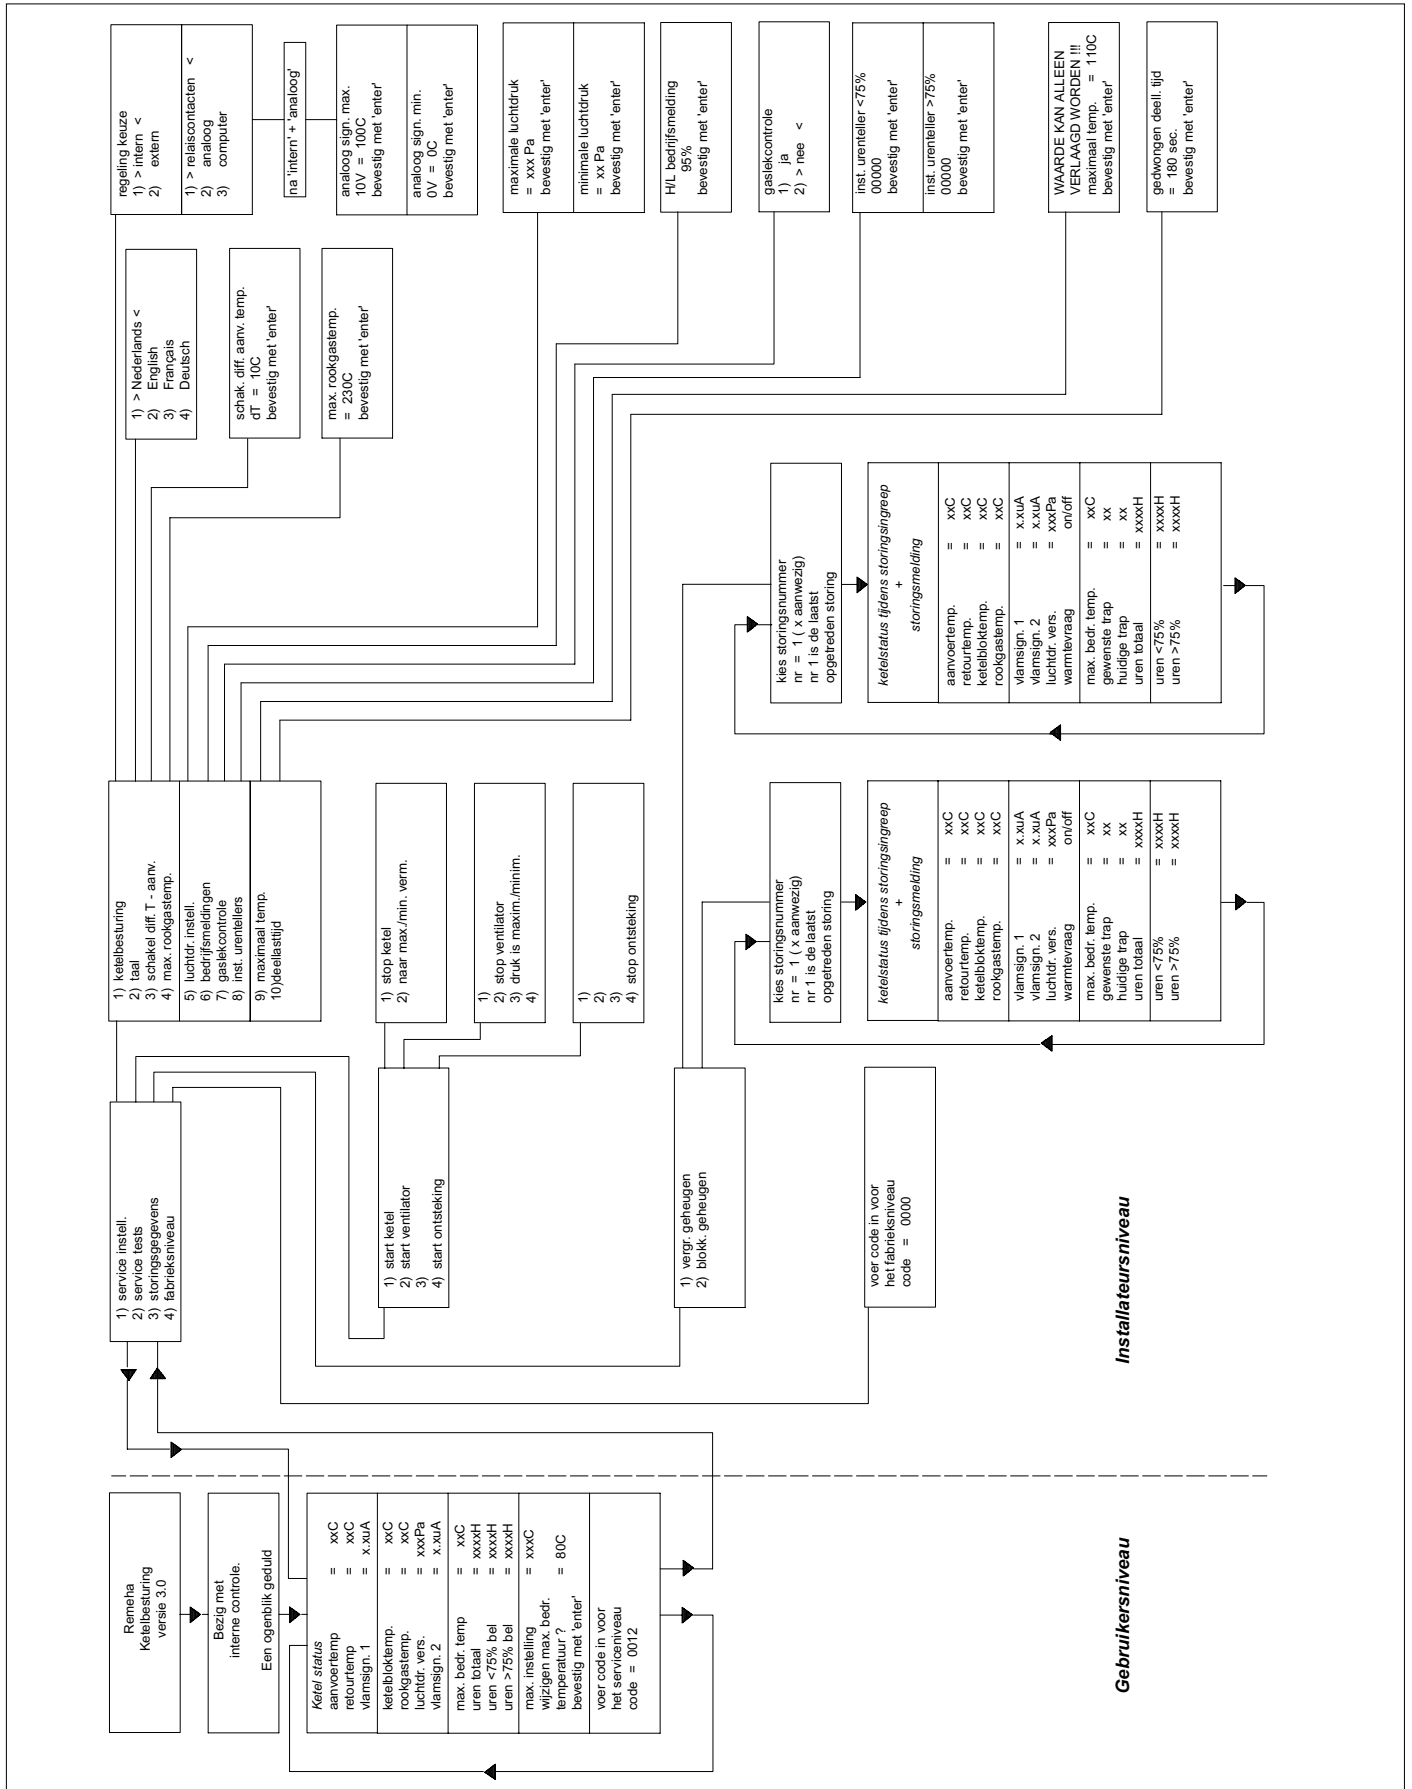 Remeha
Ketelbesturing
versie 3.0
Bezig met
interne controle.
Een ogenblik geduld
Ketel status
aanvoertemp = xxC
retourtemp = xxC
vlamsign. 1 = x.xuA
ketelbloktemp. = xxC
rookgastemp. = xxC
luchtdr. vers. = xxxPa
vlamsign. 2 = x.xuA
max. bedr. temp = xxC
uren totaal = xxxxH
uren <75% bel = xxxxH
uren >75% bel = xxxxH
max. instelling = xxxC
wijzigen max. bedr.
temperatuur ? = 80C
bevestig met 'enter'
voer code in voor
het serviceniveau
code = 0012
Gebruikersniveau
1) service instell.
2) service tests
3) storingsgegevens
4) fabrieksniveau
1) start ketel
2) start ventilator
3)
4) start ontsteking
1) vergr. geheugen
2) blokk. geheugen
voer code in voor
het fabrieksniveau
code = 0000
Installateursniveau
1) ketelbesturing
2) taal
3) schakel diff. T - aanv.
4) max. rookgastemp.
5) luchtdr. instell.
6) bedrijfsmeldingen
7) gaslekcontrole
8) inst. urentellers
9) maximaal temp.
10)deellasttijd
1) stop ketel
2) naar max./min. verm.
1)
2) stop ventilator
3) druk is maxim./minim.
4)
1)
2)
3)
4) stop ontsteking
kies storingsnummer
nr = 1 ( x aanwezig)
nr 1 is de laatst
opgetreden storing
ketelstatus tijdens storingsingreep
+
storingsmelding
aanvoertemp. = xxC
retourtemp. = xxC
ketelbloktemp. = xxC
rookgastemp. = xxC
vlamsign. 1 = x.xuA
vlamsign. 2 = x.xuA
luchtdr. vers. = xxxPa
warmtevraag on/off
max. bedr. temp. = xxC
gewenste trap = xx
huidige trap = xx
uren totaal = xxxxH
uren <75% = xxxxH
uren >75% = xxxxH
kies storingsnummer
nr = 1 ( x aanwezig)
nr 1 is de laatst
opgetreden storing
ketelstatus tijdens storingsingreep
+
storingsmelding
aanvoertemp. = xxC
retourtemp. = xxC
ketelbloktemp. = xxC
rookgastemp. = xxC
vlamsign. 1 = x.xuA
vlamsign. 2 = x.xuA
luchtdr. vers. = xxxPa
warmtevraag on/off
max. bedr. temp. = xxC
gewenste trap = xx
huidige trap = xx
uren totaal = xxxxH
uren <75% = xxxxH
uren >75% = xxxxH
1) > Nederlands <
2) English
3) Français
4) Deutsch
schak. diff. aanv. temp.
dT = 10C
bevestig met 'enter'
max. rookgastemp.
= 230C
bevestig met 'enter'
regeling keuze
1) > intern <
2) extern
1) > relaiscontacten <
2) analoog
3) computer
na 'intern' + 'analoog'
analoog sign. max.
10V = 100C
bevestig met 'enter'
analoog sign. min.
0V = 0C
bevestig met 'enter'
maximale luchtdruk
= xxx Pa
bevestig met 'enter'
minimale luchtdruk
= xx Pa
bevestig met 'enter'
H/L bedrijfsmelding
95%
bevestig met 'enter'
gaslekcontrole
1) ja
2) > nee <
inst. urenteller <75%
00000
bevestig met 'enter'
inst. urenteller >75%
00000
bevestig met 'enter'
WAARDE KAN ALLEEN
VERLAAGD WORDEN !!!
maximaal temp. = 110C
bevestig met 'enter'
gedwongen deell. tijd
= 180 sec.
bevestig met 'enter'